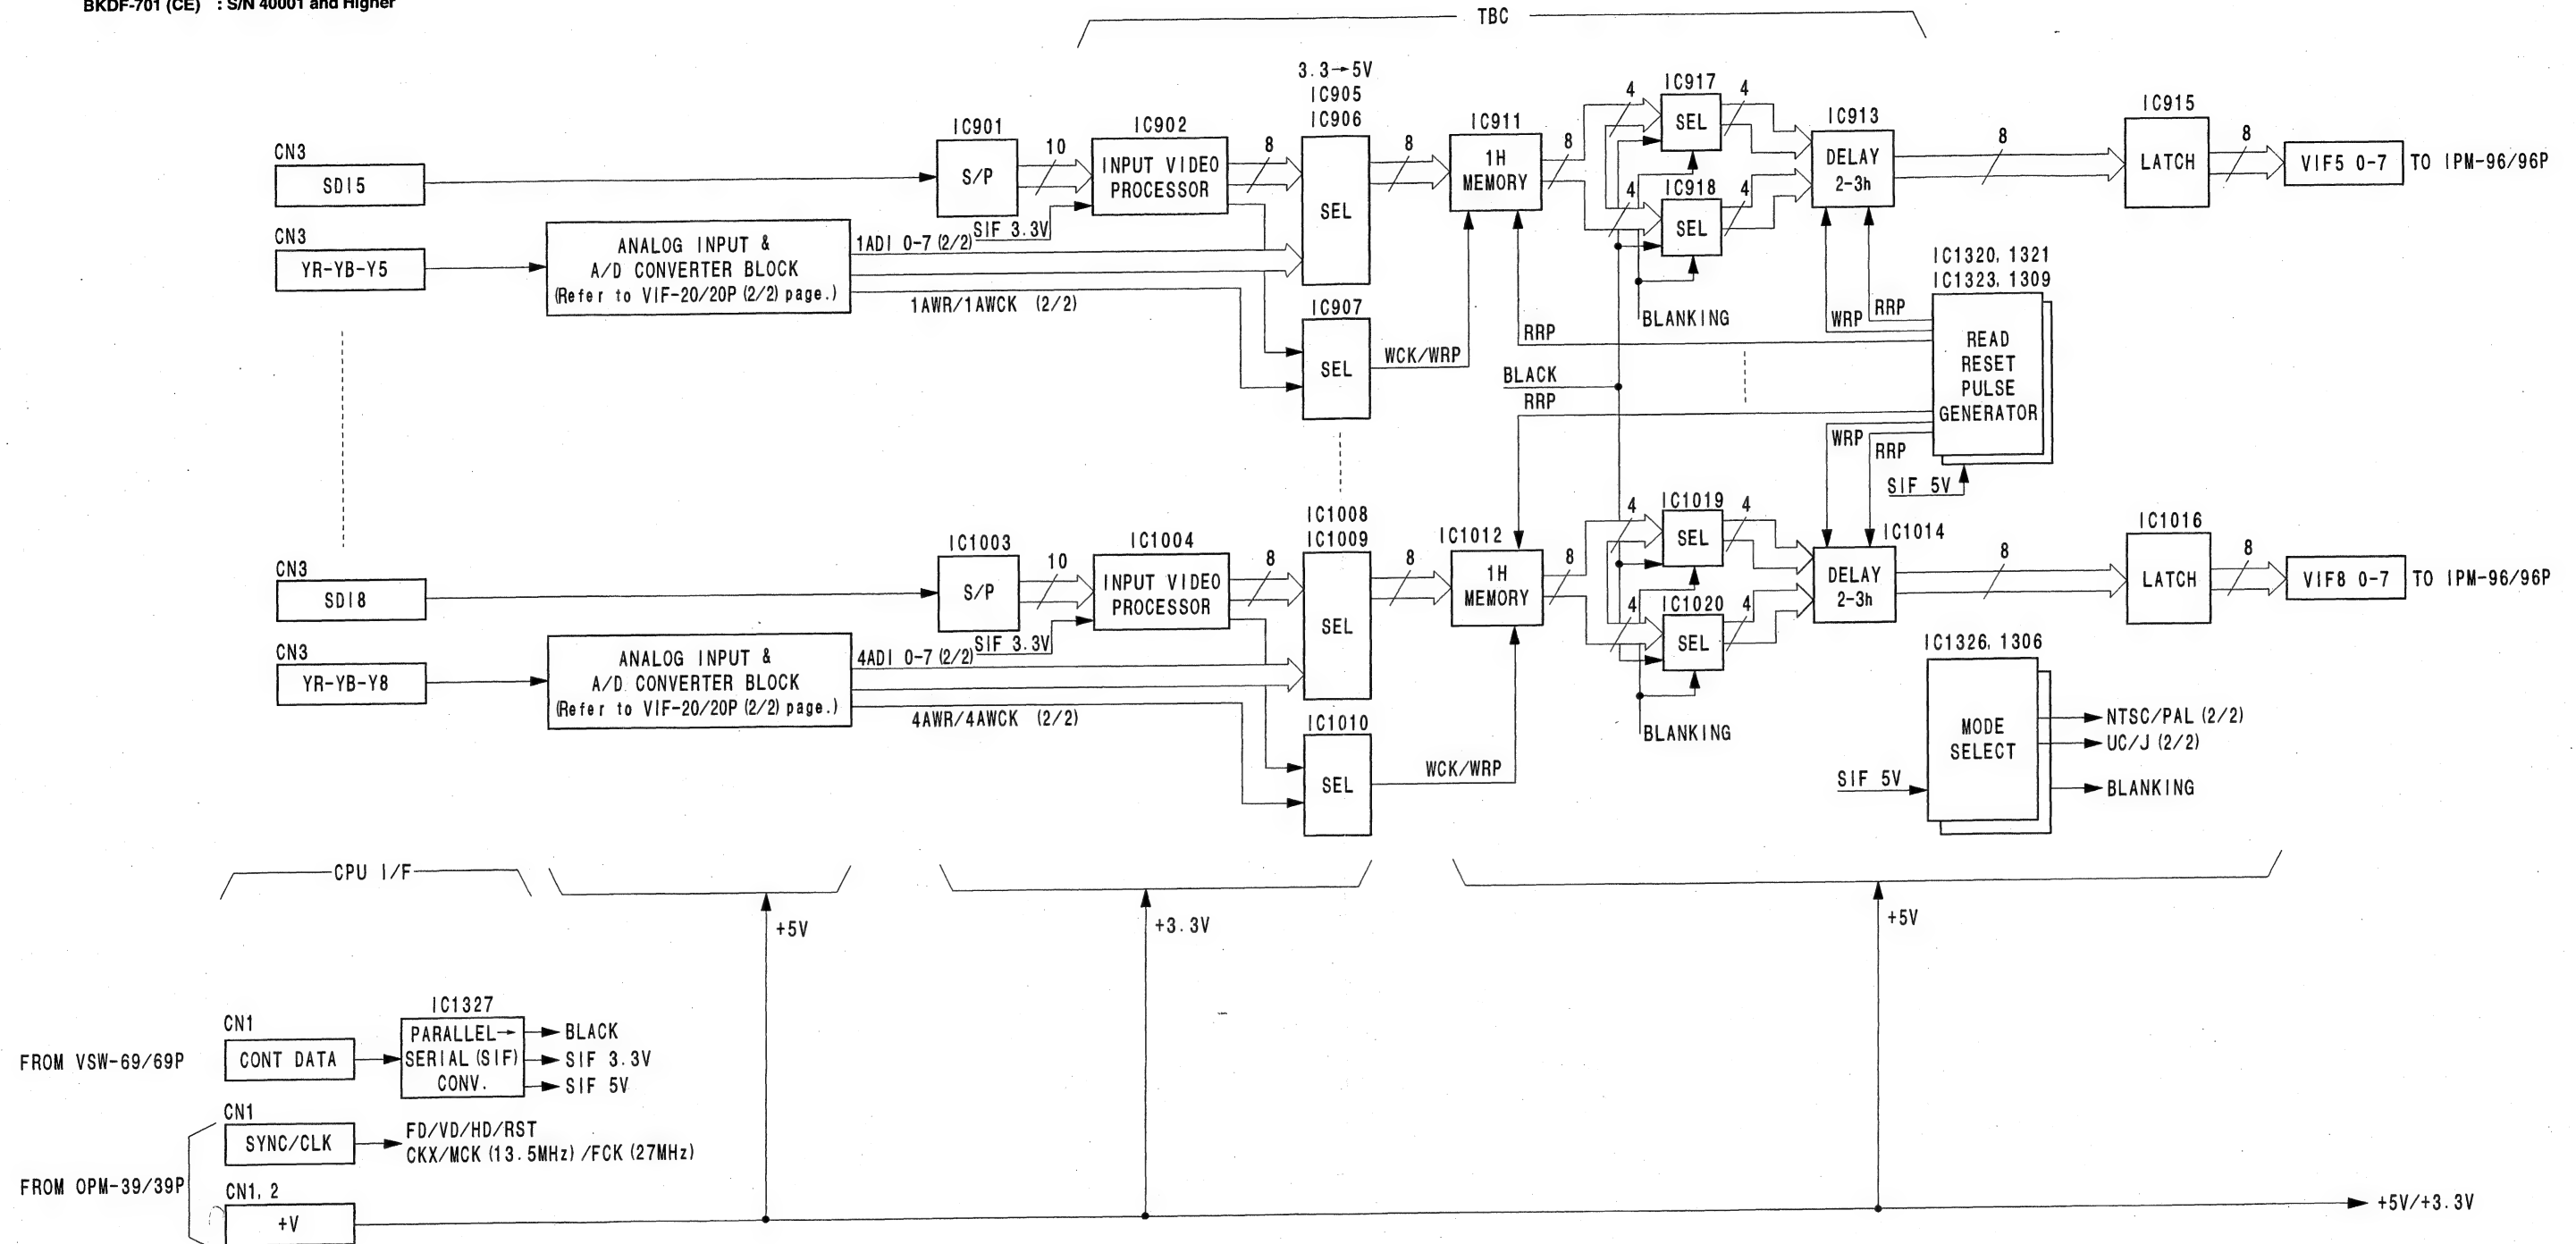 BKDF-701 (CE) : S/N 40001 and Higher
TBC
CN3
SDI5
CN3
YR-YB-Y5
ANALOG INPUT &
A/D CONVERTER BLOCK
(Refer to VIF-20/20P (2/2) page.)
1ADI 0-7 (2/2)
1AWR/1AWCK (2/2)
IC901
S/P
10
SIF 3.3V
IC902
INPUT VIDEO
PROCESSOR
8
3.3→5V
IC905
IC906
SEL
8
IC907
SEL
WCK/WRP
IC911
1H
MEMORY
8
RRP
4
IC917
SEL
4
4
IC918
SEL
4
BLANKING
IC913
DELAY
2-3h
WRP
RRP
8
IC915
LATCH
8
VIF5 0-7
TO IPM-96/96P
IC1320, 1321
IC1323, 1309
READ
RESET
PULSE
GENERATOR
SIF 5V
BLACK
RRP
WRP
RRP
CN3
SDI8
CN3
YR-YB-Y8
ANALOG INPUT &
A/D CONVERTER BLOCK
(Refer to VIF-20/20P (2/2) page.)
4ADI 0-7 (2/2)
4AWR/4AWCK (2/2)
IC1003
S/P
10
SIF 3.3V
IC1004
INPUT VIDEO
PROCESSOR
8
IC1008
IC1009
SEL
8
IC1010
SEL
WCK/WRP
IC1012
1H
MEMORY
8
4
IC1019
SEL
4
4
IC1020
SEL
4
BLANKING
IC1014
DELAY
2-3h
8
IC1016
LATCH
8
VIF8 0-7
TO IPM-96/96P
IC1326, 1306
MODE
SELECT
SIF 5V
NTSC/PAL (2/2)
UC/J (2/2)
BLANKING
CPU I/F
+5V
+3.3V
+5V
FROM VSW-69/69P
CN1
CONT DATA
IC1327
PARALLEL→
SERIAL (SIF)
CONV.
BLACK
SIF 3.3V
SIF 5V
FROM OPM-39/39P
CN1
SYNC/CLK
FD/VD/HD/RST
CKX/MCK (13.5MHz) /FCK (27MHz)
CN1, 2
+V
+5V/+3.3V